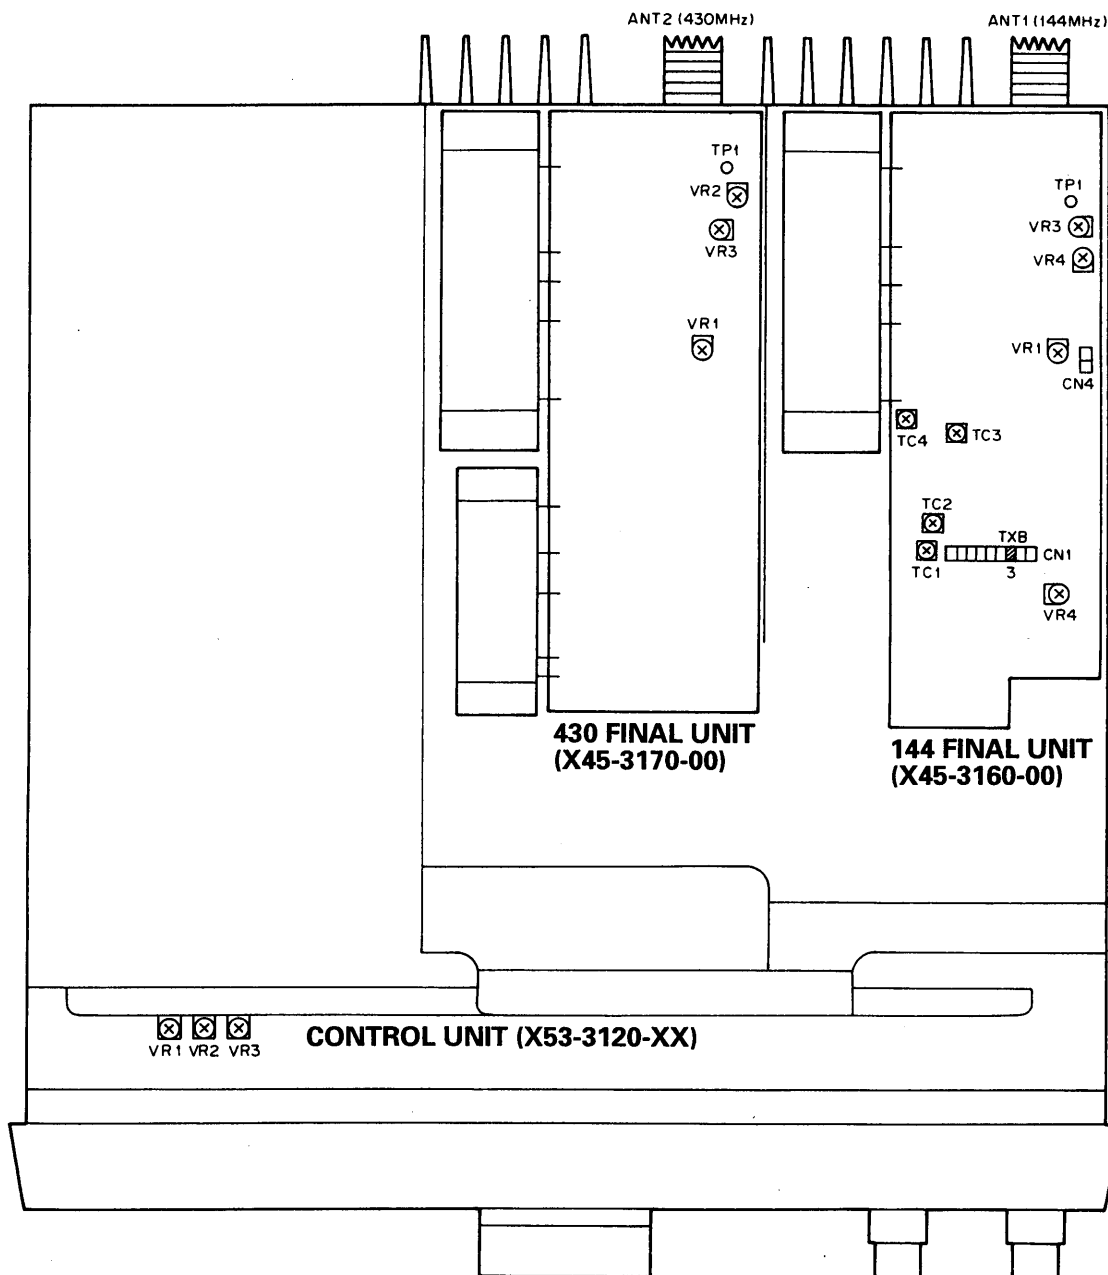 ANT2 (430MHz)
ANT1 (144MHz)
TP1
VR2
VR3
VR1
TP1
VR3
VR4
VR1
CN4
TC4
TC3
TC2
TXB
CN1
TC1
3
VR4
430 FINAL UNIT
(X45-3170-00)
144 FINAL UNIT
(X45-3160-00)
VR1 VR2 VR3
CONTROL UNIT (X53-3120-XX)